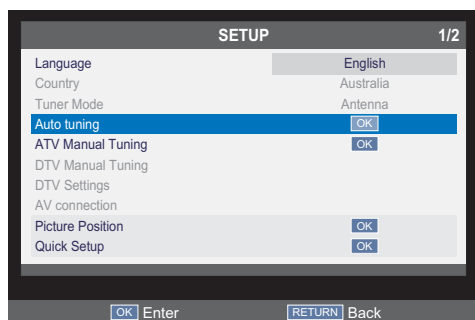 SETUP 1/2
Language English
Country Australia
Tuner Mode Antenna
Auto tuning OK
ATV Manual Tuning OK
DTV Manual Tuning
DTV Settings
AV connection
Picture Position OK
Quick Setup OK
OK Enter RETURN Back